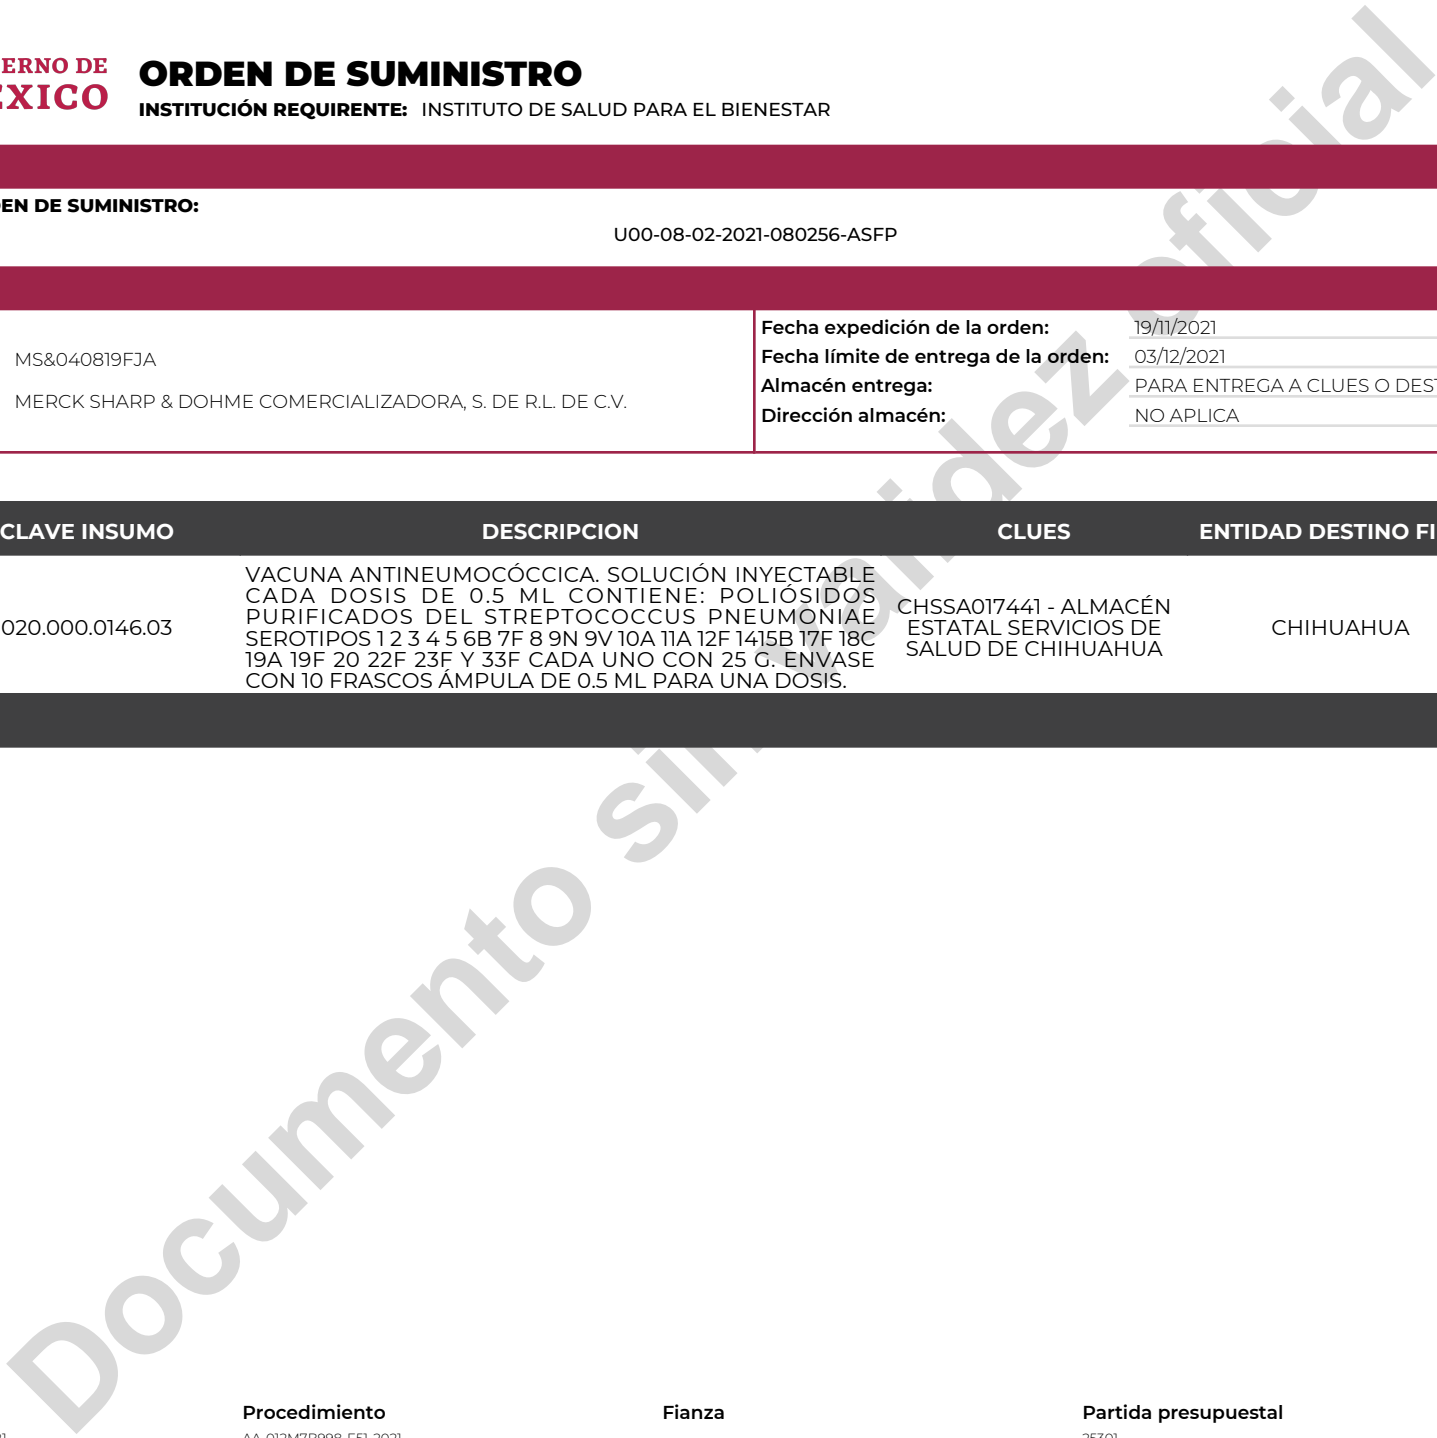 ERNO DE
ÉXICO
ORDEN DE SUMINISTRO
INSTITUCIÓN REQUIRENTE: INSTITUTO DE SALUD PARA EL BIENESTAR
EN DE SUMINISTRO:
U00-08-02-2021-080256-ASFP
MS&040819FJA
MERCK SHARP & DOHME COMERCIALIZADORA, S. DE R.L. DE C.V.
Fecha expedición de la orden: 19/11/2021
Fecha límite de entrega de la orden: 03/12/2021
Almacén entrega: PARA ENTREGA A CLUES O DEST
Dirección almacén: NO APLICA
CLAVE INSUMO DESCRIPCION CLUES ENTIDAD DESTINO FI
020.000.0146.03
VACUNA ANTINEUMOCÓCCICA. SOLUCIÓN INYECTABLE
CADA DOSIS DE 0.5 ML CONTIENE: POLIÓSIDOS
PURIFICADOS DEL STREPTOCOCCUS PNEUMONIAE
SEROTIPOS 1 2 3 4 5 6B 7F 8 9N 9V 10A 11A 12F 1415B 17F 18C
19A 19F 20 22F 23F Y 33F CADA UNO CON 25 G. ENVASE
CON 10 FRASCOS ÁMPULA DE 0.5 ML PARA UNA DOSIS.
CHSSA017441 - ALMACÉN
ESTATAL SERVICIOS DE
SALUD DE CHIHUAHUA
CHIHUAHUA
Documento sin validez oficial
Procedimiento Fianza Partida presupuestal